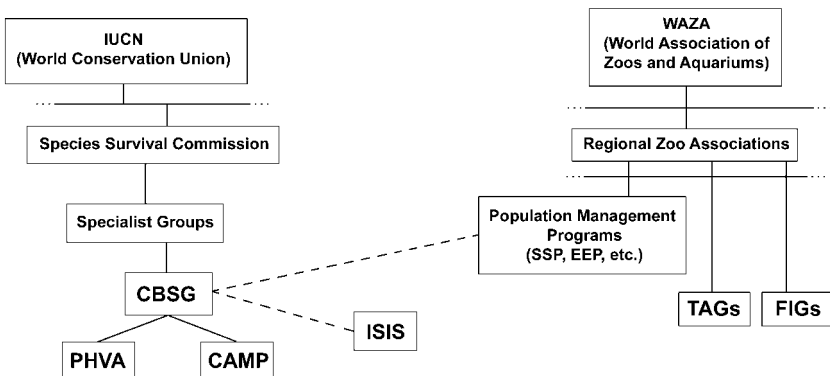 IUCN
(World Conservation Union)
WAZA
(World Association of
Zoos and Aquariums)
Species Survival Commission
Regional Zoo Associations
Specialist Groups
Population Management
Programs
(SSP, EEP, etc.)
CBSG
TAGs
FIGs
ISIS
PHVA
CAMP